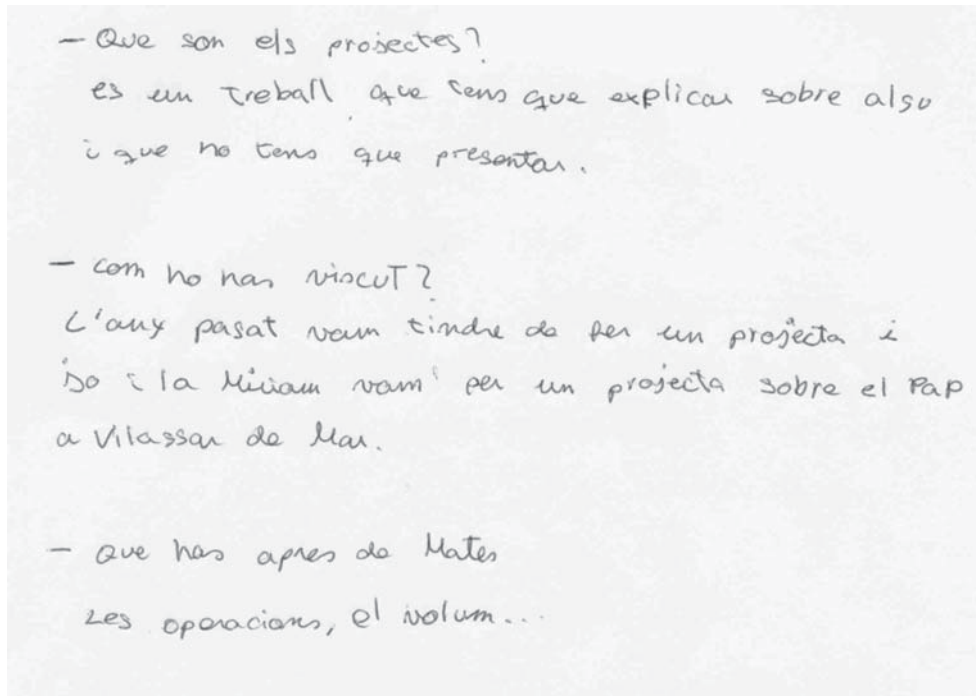 - Que son els projectes?
es un treball que tens que explicar sobre algo
i que ho tens que presentar.
- com ho has viscut?
L'any pasat vam tindre de fer un projecta i
jo i la Miriam vam fer un projecta sobre el Pap
a Vilassar de Mar.
- que has apres de Mates
Les operacions, el volum...